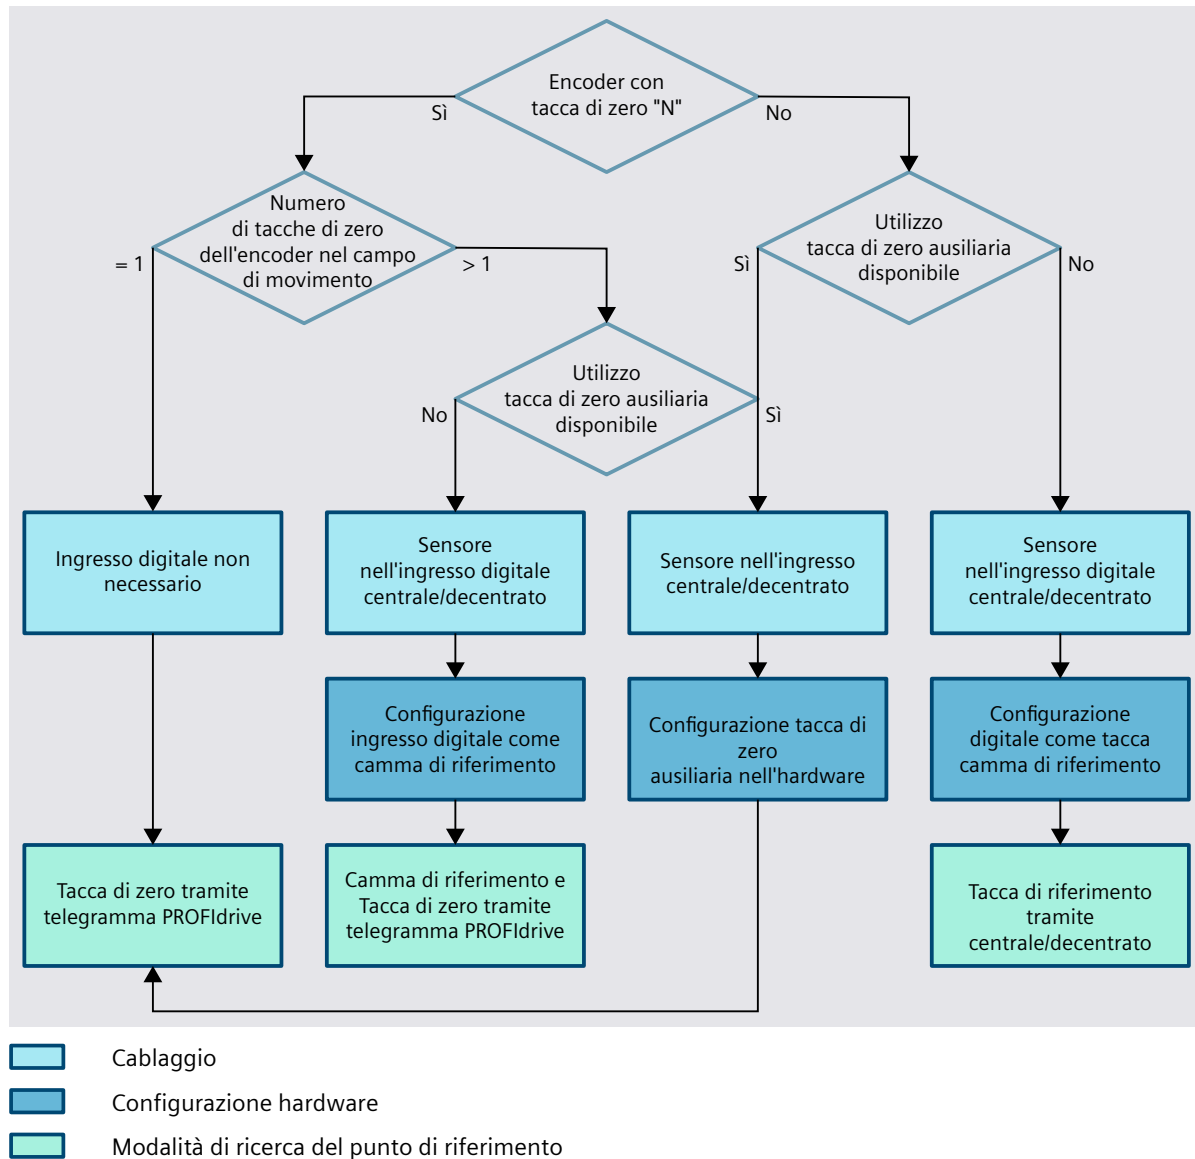 Encoder con
tacca di zero "N"
Sì
No
Numero
di tacche di zero
dell'encoder nel campo
di movimento
= 1
> 1
Utilizzo
tacca di zero ausiliaria
disponibile
Sì
No
Utilizzo
tacca di zero ausiliaria
disponibile
No
Sì
Ingresso digitale non
necessario
Sensore
nell'ingresso digitale
centrale/decentrato
Sensore nell'ingresso
centrale/decentrato
Sensore
nell'ingresso digitale
centrale/decentrato
Configurazione
ingresso digitale come
camma di riferimento
Configurazione tacca di
zero
ausiliaria nell'hardware
Configurazione
digitale come tacca
camma di riferimento
Tacca di zero tramite
telegramma PROFIdrive
Camma di riferimento e
Tacca di zero tramite
telegramma PROFIdrive
Tacca di riferimento
tramite
centrale/decentrato
Cablaggio
Configurazione hardware
Modalità di ricerca del punto di riferimento